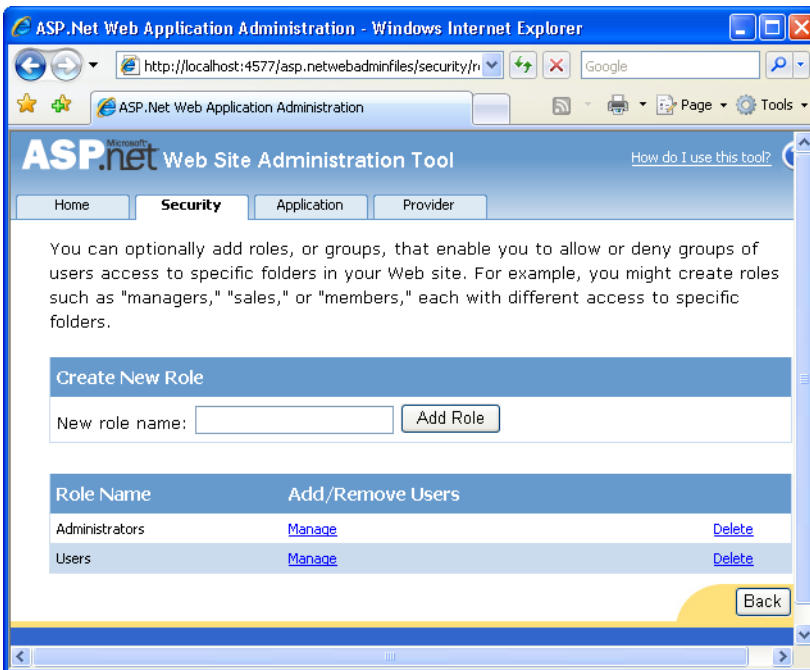 ASP.Net Web Application Administration - Windows Internet Explorer
http://localhost:4577/asp.netwebadminfiles/security/r
Google
ASP.Net Web Application Administration
Page
Tools
Microsoft
ASP.net Web Site Administration Tool
How do I use this tool?
Home Security Application Provider
You can optionally add roles, or groups, that enable you to allow or deny groups of
users access to specific folders in your Web site. For example, you might create roles
such as "managers," "sales," or "members," each with different access to specific
folders.
Create New Role
New role name: Add Role
Role Name Add/Remove Users
Administrators Manage Delete
Users Manage Delete
Back